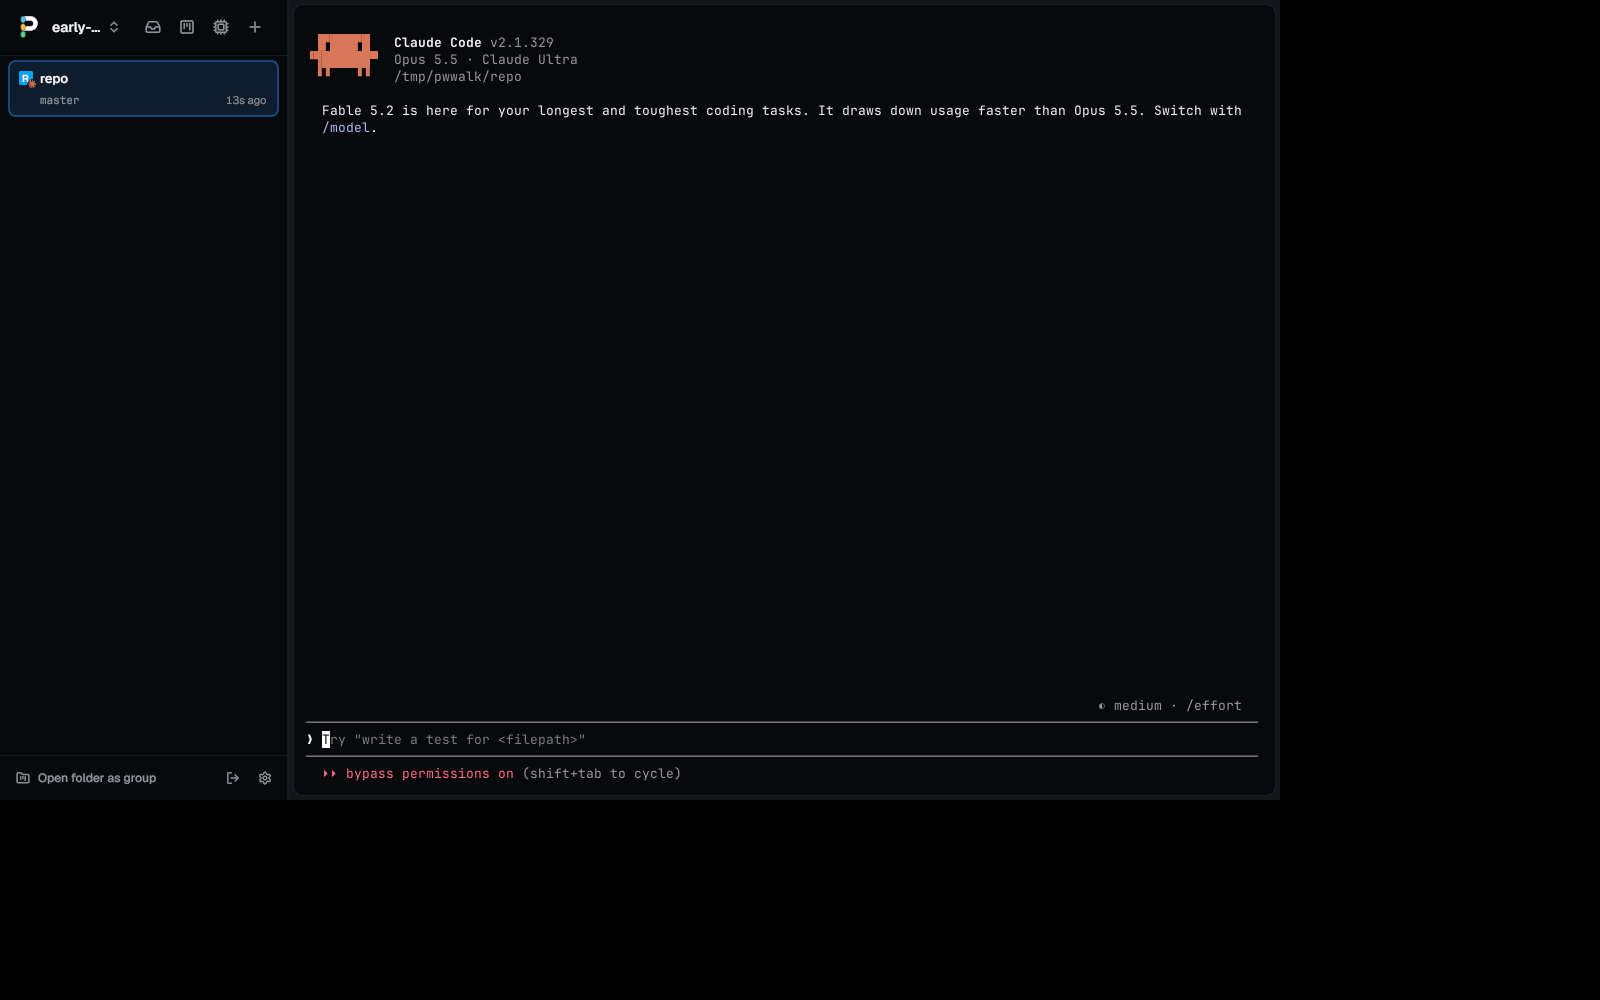 early-...
repo
master
13s ago
Claude Code v2.1.329
Opus 5.5 · Claude Ultra
/tmp/pwwalk/repo
Fable 5.2 is here for your longest and toughest coding tasks. It draws down usage faster than Opus 5.5. Switch with
/model.
medium · /effort
❯ Try "write a test for <filepath>"
bypass permissions on (shift+tab to cycle)
Open folder as group